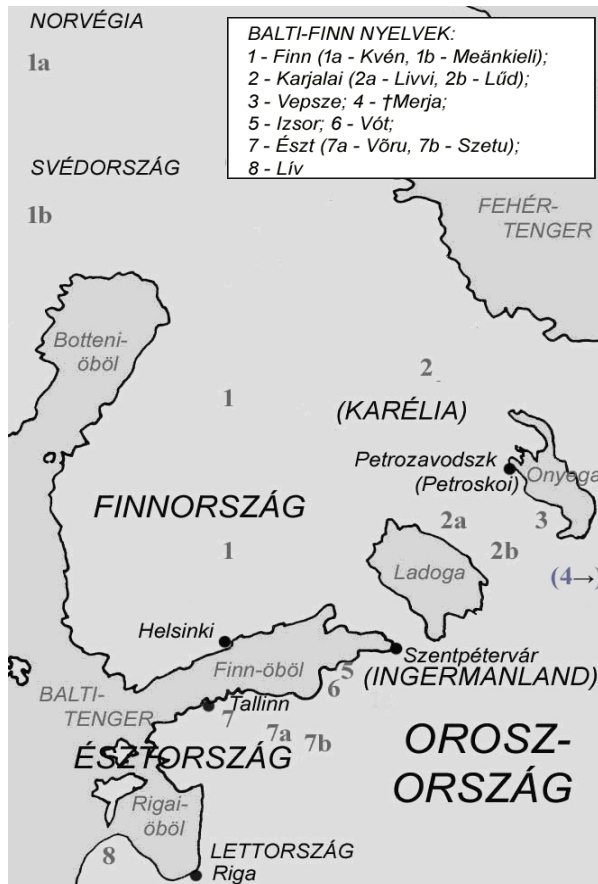 NORVÉGIA
1a
BALTI-FINN NYELVEK:
1 - Finn (1a - Kvén, 1b - Meänkieli);
2 - Karjalai (2a - Livvi, 2b - Lűd);
3 - Vepsze; 4 - †Merja;
5 - Izsor; 6 - Vót;
7 - Észt (7a - Võru, 7b - Szetu);
8 - Lív
SVÉDORSZÁG
1b
FEHÉR-
TENGER
Botteni-
öböl
2
1
(KARÉLIA)
Petrozavodszk
(Petroskoi)
Onyega
FINNORSZÁG
2a
3
1
2b
Ladoga
(4→)
Helsinki
Szentpétervár
Finn-öböl
5
(INGERMANLAND)
6
BALTI-
TENGER
Tallinn
7
7a
7b
ÉSZTORSZÁG
OROSZ-
ORSZÁG
Rigai-
öböl
8
LETTORSZÁG
Riga